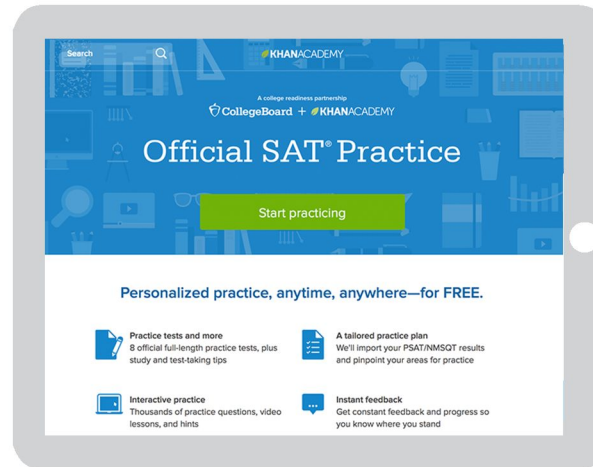 Search
KHANACADEMY
A college readiness partnership
CollegeBoard + KHANACADEMY
Official SAT® Practice
Start practicing
Personalized practice, anytime, anywhere—for FREE.
Practice tests and more
8 official full-length practice tests, plus
study and test-taking tips
A tailored practice plan
We'll import your PSAT/NMSQT results
and pinpoint your areas for practice
Interactive practice
Thousands of practice questions, video
lessons, and hints
Instant feedback
Get constant feedback and progress so
you know where you stand